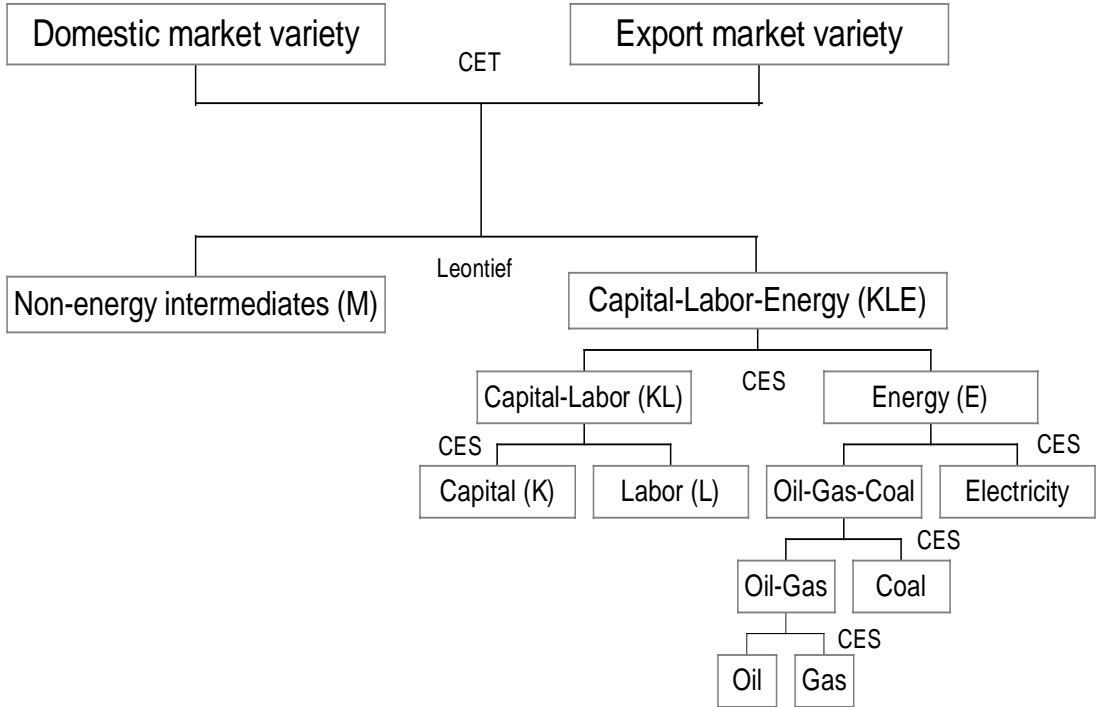 Domestic market variety
Export market variety
CET
Leontief
Non-energy intermediates (M)
Capital-Labor-Energy (KLE)
CES
Capital-Labor (KL)
Energy (E)
CES
CES
Capital (K)
Labor (L)
Oil-Gas-Coal
Electricity
CES
Oil-Gas
Coal
CES
Oil
Gas